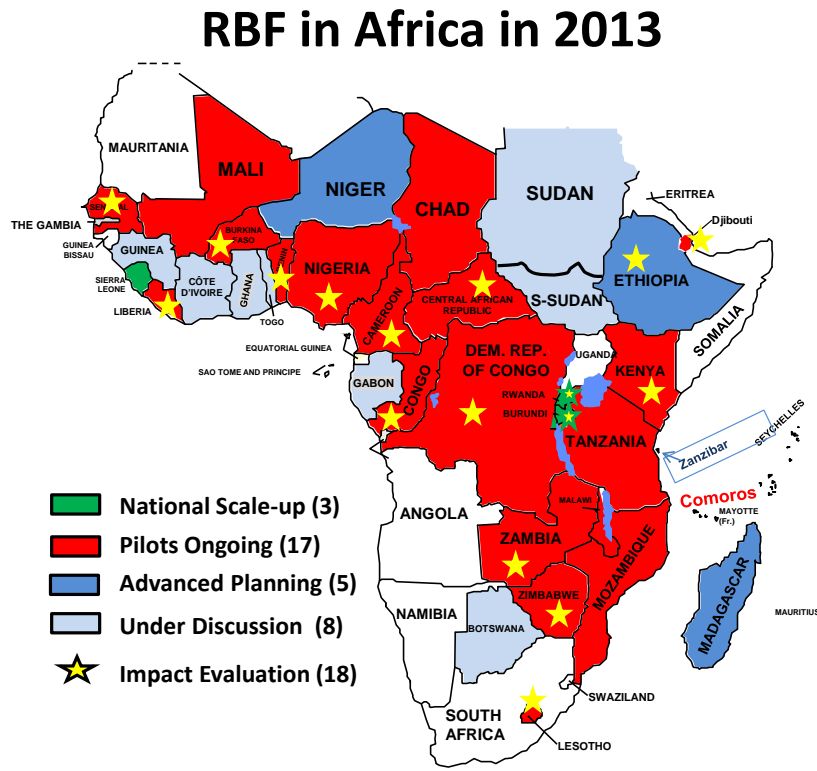 RBF in Africa in 2013
MAURITANIA
MALI
NIGER
CHAD
SUDAN
ERITREA
Djibouti
THE GAMBIA
GUINEA
BISSAU
GUINEA
BURKINA
NIGERIA
ETHIOPIA
SIERRA
LEONE
CÔTE
D'IVOIRE
GHANA
LIBERIA
TOGO
CAMEROON
CENTRAL AFRICAN
REPUBLIC
S-SUDAN
SOMALIA
EQUATORIAL GUINEA
SAO TOME AND PRINCIPE
GABON
CONGO
DEM. REP.
OF CONGO
UGANDA
KENYA
RWANDA
BURUNDI
TANZANIA
Zanzibar
SEYCHELLES
Comoros
MAYOTTE
(Fr.)
ANGOLA
MALAWI
ZAMBIA
MOZAMBIQUE
ZIMBABWE
MADAGASCAR
MAURITIUS
NAMIBIA
BOTSWANA
SWAZILAND
SOUTH
AFRICA
LESOTHO
National Scale-up (3)
Pilots Ongoing (17)
Advanced Planning (5)
Under Discussion (8)
Impact Evaluation (18)